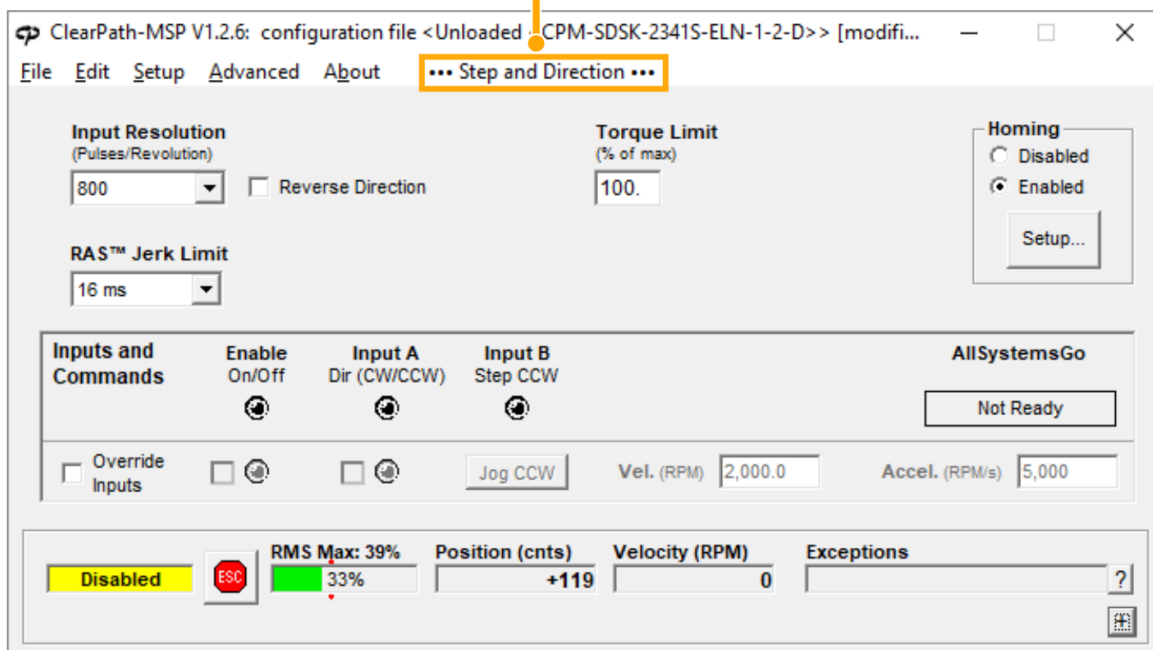 ClearPath-MSP V1.2.6: configuration file <Unloaded - CPM-SDSK-2341S-ELN-1-2-D>> [modifi...
File Edit Setup Advanced About ••• Step and Direction •••
Input Resolution
(Pulses/Revolution)
800
Reverse Direction
Torque Limit
(% of max)
100.
Homing
Disabled
Enabled
Setup...
RAS™ Jerk Limit
16 ms
Inputs and
Commands
Enable
On/Off
Input A
Dir (CW/CCW)
Input B
Step CCW
AllSystemsGo
Not Ready
Override
Inputs
Jog CCW
Vel. (RPM) 2,000.0
Accel. (RPM/s) 5,000
Disabled
ESC
RMS Max: 39%
33%
Position (cnts)
+119
Velocity (RPM)
0
Exceptions
?